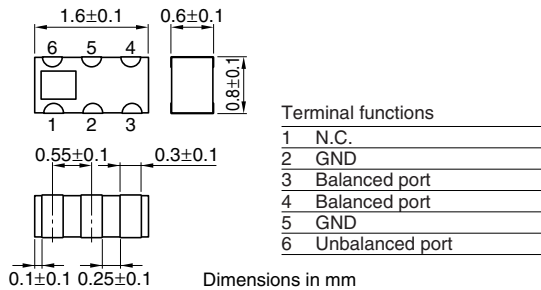 1.6±0.1
0.6±0.1
6 5 4
0.8±0.1
1 2 3
0.55±0.1
0.3±0.1
0.1±0.1
0.25±0.1
Dimensions in mm
Terminal functions
1 N.C.
2 GND
3 Balanced port
4 Balanced port
5 GND
6 Unbalanced port